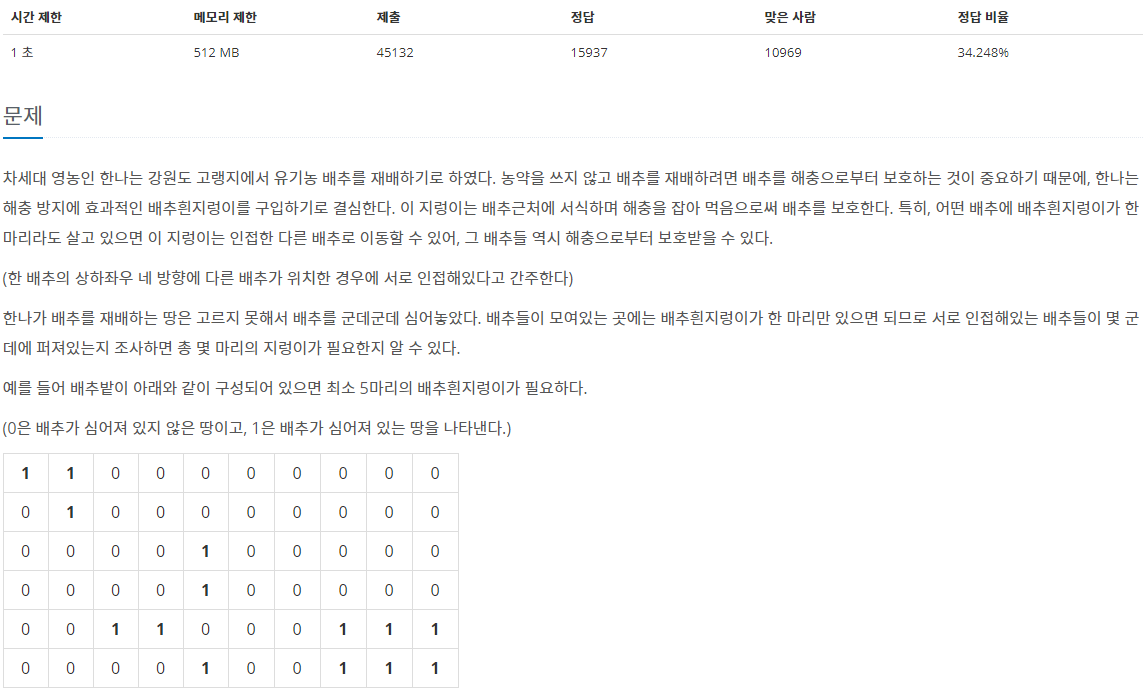 시간 제한 메모리 제한 제출 정답 맞은 사람 정답 비율
1 초 512 MB 45132 15937 10969 34.248%
문제
차세대 영농인 한나는 강원도 고랭지에서 유기농 배추를 재배하기로 하였다. 농약을 쓰지 않고 배추를 재배하려면 배추를 해충으로부터 보호하는 것이 중요하기 때문에, 한나는
해충 방지에 효과적인 배추흰지렁이를 구입하기로 결심한다. 이 지렁이는 배추근처에 서식하며 해충을 잡아 먹음으로써 배추를 보호한다. 특히, 어떤 배추에 배추흰지렁이가 한
마리라도 살고 있으면 이 지렁이는 인접한 다른 배추로 이동할 수 있어, 그 배추들 역시 해충으로부터 보호받을 수 있다.
(한 배추의 상하좌우 네 방향에 다른 배추가 위치한 경우에 서로 인접해있다고 간주한다)
한나가 배추를 재배하는 땅은 고르지 못해서 배추를 군데군데 심어놓았다. 배추들이 모여있는 곳에는 배추흰지렁이가 한 마리만 있으면 되므로 서로 인접해있는 배추들이 몇 군
데에 퍼져있는지 조사하면 총 몇 마리의 지렁이가 필요한지 알 수 있다.
예를 들어 배추밭이 아래와 같이 구성되어 있으면 최소 5마리의 배추흰지렁이가 필요하다.
(0은 배추가 심어져 있지 않은 땅이고, 1은 배추가 심어져 있는 땅을 나타낸다.)
1 1 0 0 0 0 0 0 0 0
0 1 0 0 0 0 0 0 0 0
0 0 0 0 1 0 0 0 0 0
0 0 0 0 1 0 0 0 0 0
0 0 1 1 0 0 0 1 1 1
0 0 0 0 1 0 0 1 1 1